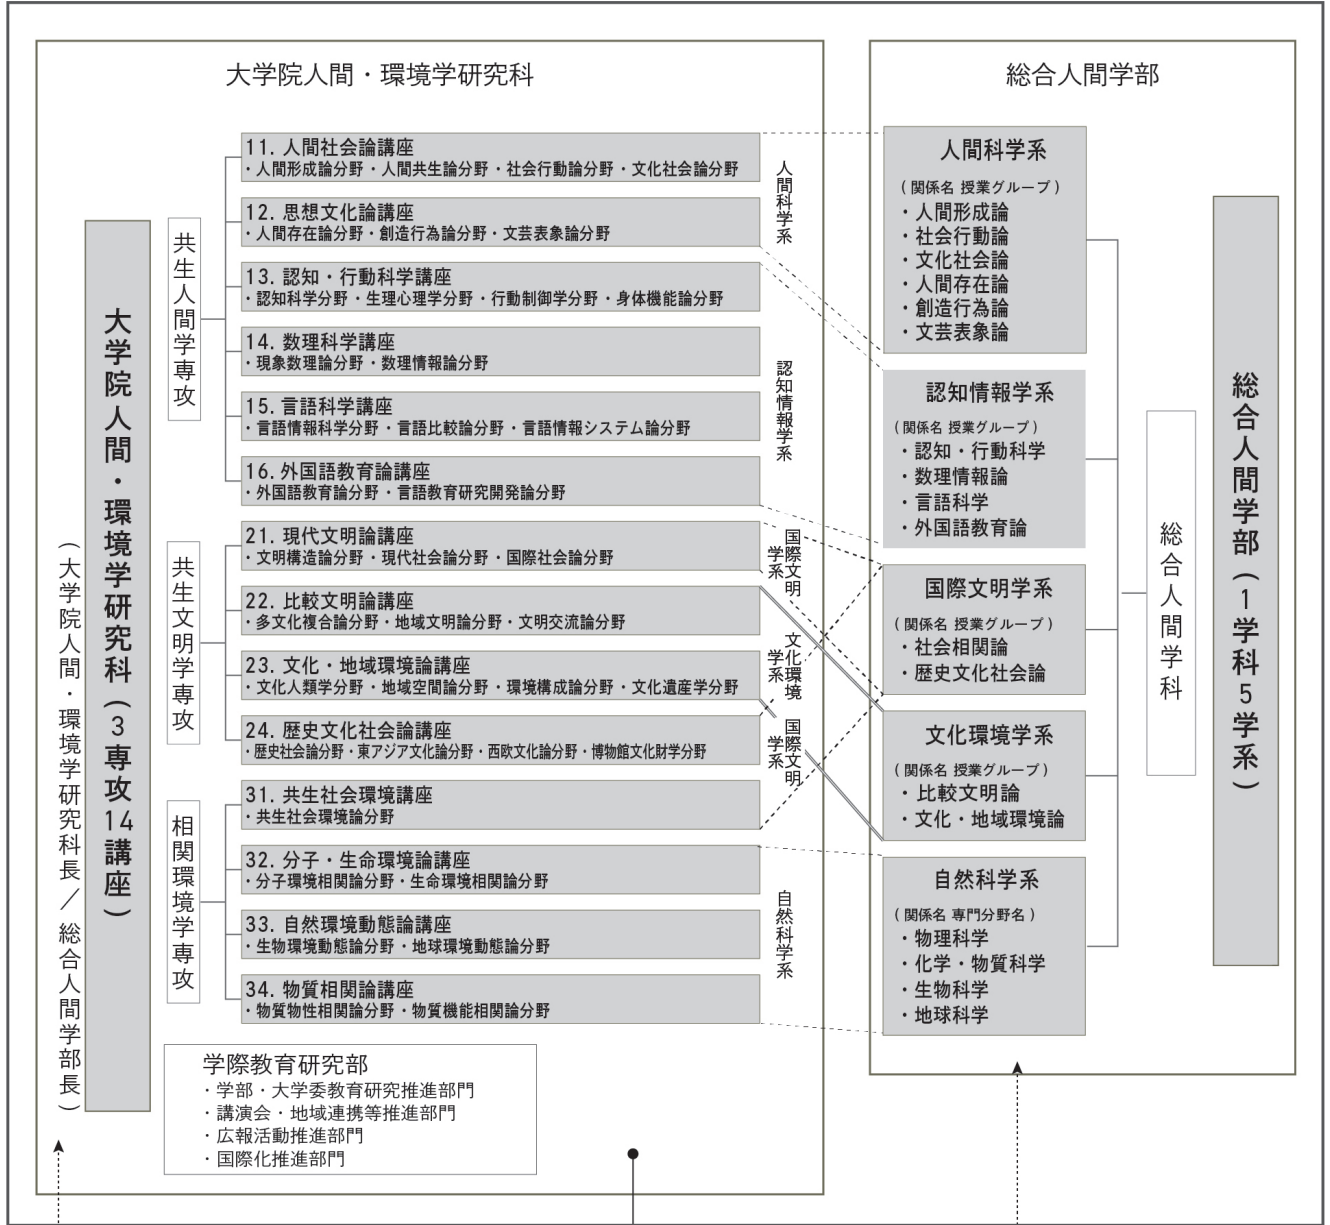 大学院人間・環境学研究科
大学院人間・環境学研究科(3専攻14講座)
(大学院人間・環境学研究科長/総合人間学部長)
共生人間学専攻
11. 人間社会論講座
・人間形成論分野・人間共生論分野・社会行動論分野・文化社会論分野
12. 思想文化論講座
・人間存在論分野・創造行為論分野・文芸表象論分野
13. 認知・行動科学講座
・認知科学分野・生理心理学分野・行動制御学分野・身体機能論分野
14. 数理科学講座
・現象数理論分野・数理情報論分野
15. 言語科学講座
・言語情報科学分野・言語比較論分野・言語情報システム論分野
16. 外国語教育論講座
・外国語教育論分野・言語教育研究開発論分野
共生文明学専攻
21. 現代文明論講座
・文明構造論分野・現代社会論分野・国際社会論分野
22. 比較文明論講座
・多文化複合論分野・地域文明論分野・文明交流論分野
23. 文化・地域環境論講座
・文化人類学分野・地域空間論分野・環境構成論分野・文化遺産学分野
24. 歴史文化社会論講座
・歴史社会論分野・東アジア文化論分野・西欧文化論分野・博物館文化財学分野
相関環境学専攻
31. 共生社会環境講座
・共生社会環境論分野
32. 分子・生命環境論講座
・分子環境相関論分野・生命環境相関論分野
33. 自然環境動態論講座
・生物環境動態論分野・地球環境動態論分野
34. 物質相関論講座
・物質物性相関論分野・物質機能相関論分野
人間科学系
認知情報学系
国際文明
学系
文化環境
学系
国際文明
学系
自然科学系
学際教育研究部
・学部・大学委教育研究推進部門
・講演会・地域連携等推進部門
・広報活動推進部門
・国際化推進部門
総合人間学部
人間科学系
(関係名 授業グループ)
・人間形成論
・社会行動論
・文化社会論
・人間存在論
・創造行為論
・文芸表象論
認知情報学系
(関係名 授業グループ)
・認知・行動科学
・数理情報論
・言語科学
・外国語教育論
国際文明学系
(関係名 授業グループ)
・社会相関論
・歴史文化社会論
文化環境学系
(関係名 授業グループ)
・比較文明論
・文化・地域環境論
自然科学系
(関係名 専門分野名)
・物理科学
・化学・物質科学
・生物科学
・地球科学
総合人間学科
総合人間学部(1学科5学系)